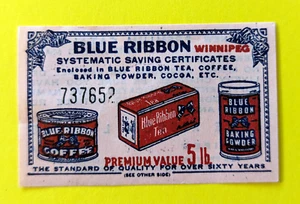 BLUE RIBBON WINNIPEG
SYSTEMATIC SAVING CERTIFICATES
Enclosed in BLUE RIBBON TEA, COFFEE,
BAKING POWDER, COCOA, ETC.
737652
BLUE RIBBON
COFFEE
TEA
Blue Ribbon
TEA
BLUE
RIBBON
BAKING
POWDER
PREMIUM VALUE 5 lb.
THE STANDARD OF QUALITY FOR OVER SIXTY YEARS
(SEE OTHER SIDE)